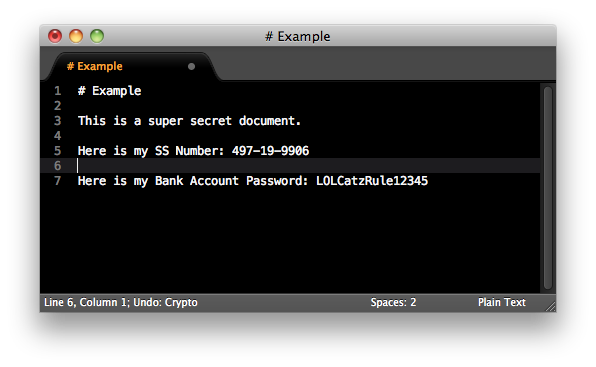 # Example
# Example
1 # Example
2
3 This is a super secret document.
4
5 Here is my SS Number: 497-19-9906
6
7 Here is my Bank Account Password: LOLCatzRule12345
Line 6, Column 1; Undo: Crypto Spaces: 2 Plain Text